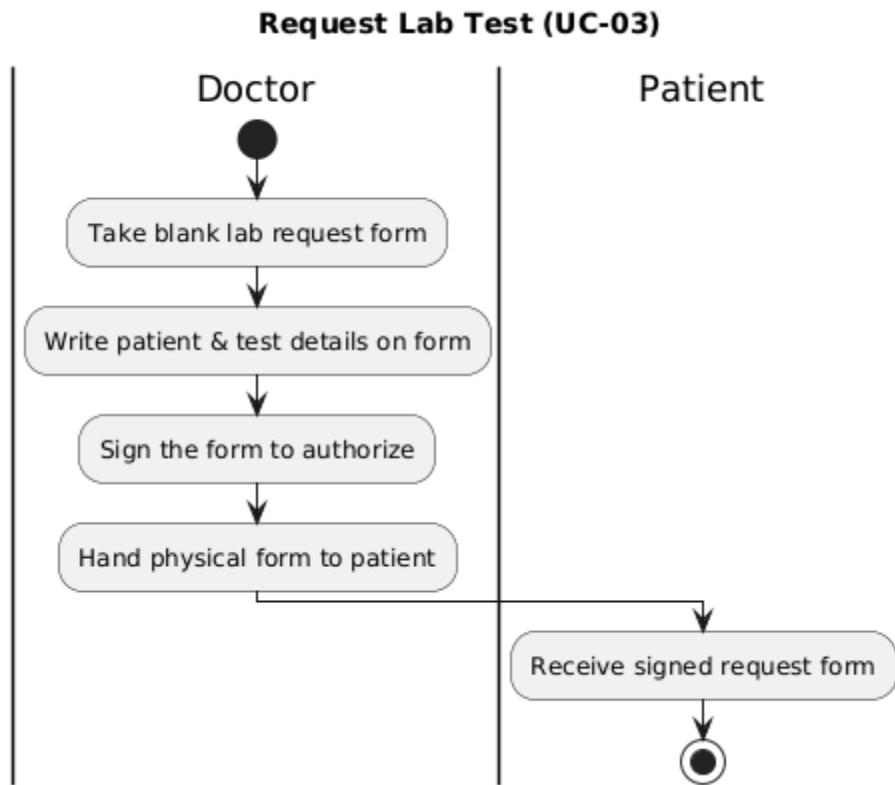 Request Lab Test (UC-03)
Doctor
Patient
Take blank lab request form
Write patient & test details on form
Sign the form to authorize
Hand physical form to patient
Receive signed request form